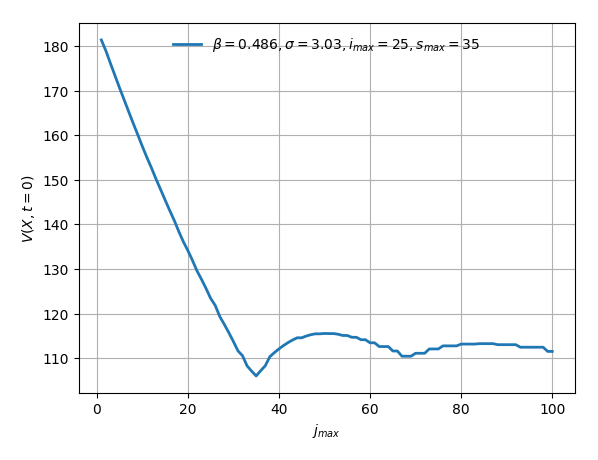 β = 0.486, σ = 3.03, i_max = 25, s_max = 35
V(X, t = 0)
180
170
160
150
140
130
120
110
0 20 40 60 80 100
j_max